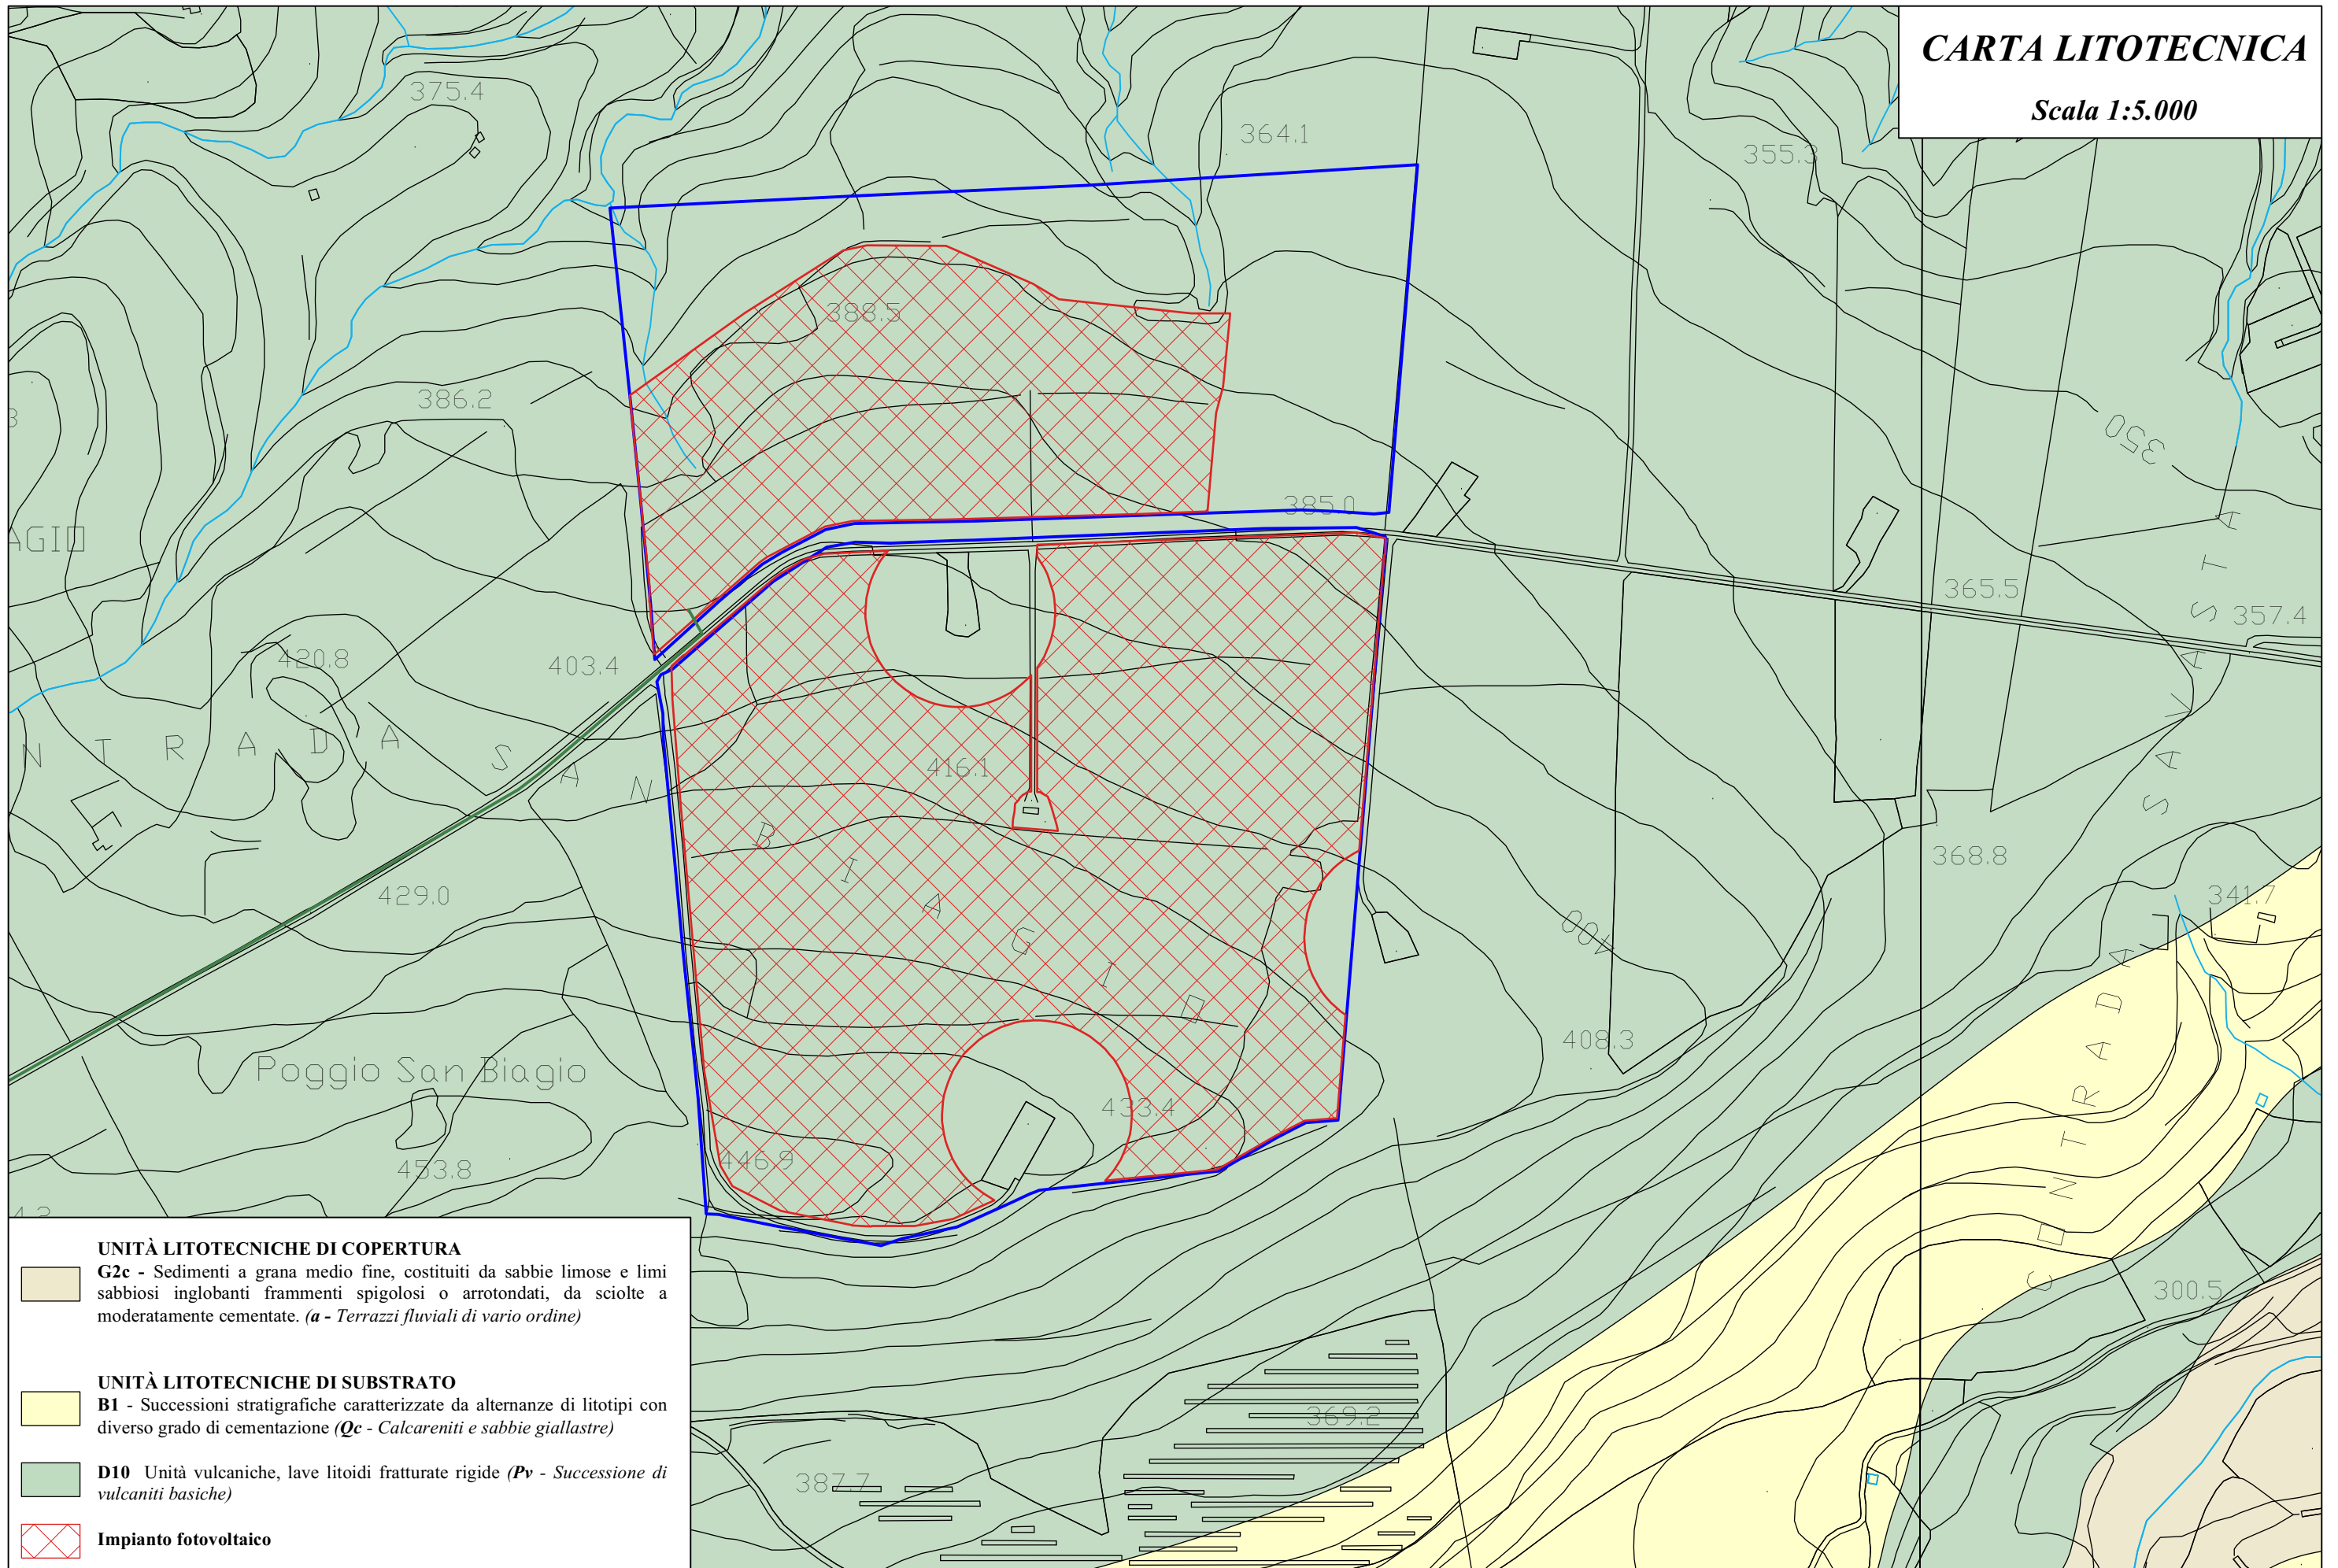 CARTA LITOTECNICA
Scala 1:5.000
375.4
364.1
355.3
388.5
386.2
350
385.0
AGIO
365.5
357.4
420.8
403.4
NTRADA SAN BIAGIO
416.1
429.0
368.8
341.7
400
408.3
CONTRADA SAVASTA
Poggio San Biagio
433.4
446.9
453.8
300.5
369.2
387.7
UNITÀ LITOTECNICHE DI COPERTURA
G2c - Sedimenti a grana medio fine, costituiti da sabbie limose e limi
sabbiosi inglobanti frammenti spigolosi o arrotondati, da sciolte a
moderatamente cementate. (a - Terrazzi fluviali di vario ordine)
UNITÀ LITOTECNICHE DI SUBSTRATO
B1 - Successioni stratigrafiche caratterizzate da alternanze di litotipi con
diverso grado di cementazione (Qc - Calcareniti e sabbie giallastre)
D10 Unità vulcaniche, lave litoidi fratturate rigide (Pv - Successione di
vulcaniti basiche)
Impianto fotovoltaico